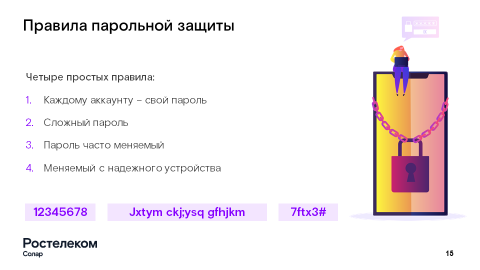 Правила парольной защиты
Четыре простых правила:
1. Каждому аккаунту – свой пароль
2. Сложный пароль
3. Пароль часто меняемый
4. Меняемый с надежного устройства
12345678 Jxtym ckj;ysq gfhjkm 7ftx3#
Ростелеком
Солар
15